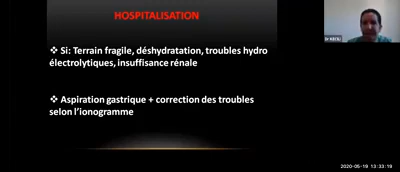 HOSPITALISATION
❖ Si: Terrain fragile, déshydratation, troubles hydro
électrolytiques, insuffisance rénale
❖ Aspiration gastrique + correction des troubles
selon l'ionogramme
2020-05-19 13:33:19